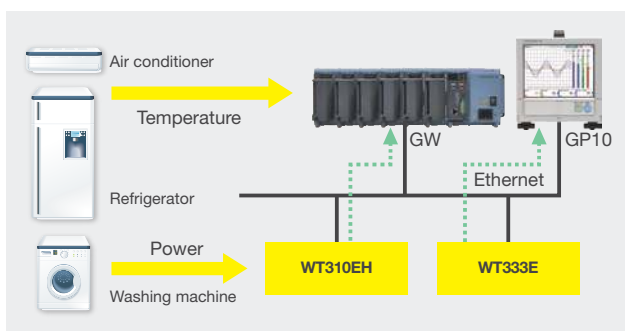 Air conditioner
Temperature
GW
GP10
Ethernet
Refrigerator
Power
WT310EH
WT333E
Washing machine